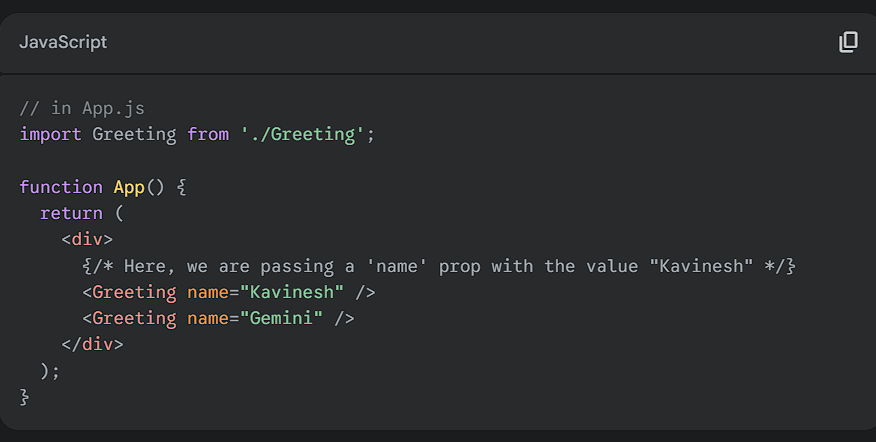 JavaScript
// in App.js
import Greeting from './Greeting';
function App() {
return (
<div>
{/* Here, we are passing a 'name' prop with the value "Kavinesh" */}
<Greeting name="Kavinesh" />
<Greeting name="Gemini" />
</div>
);
}